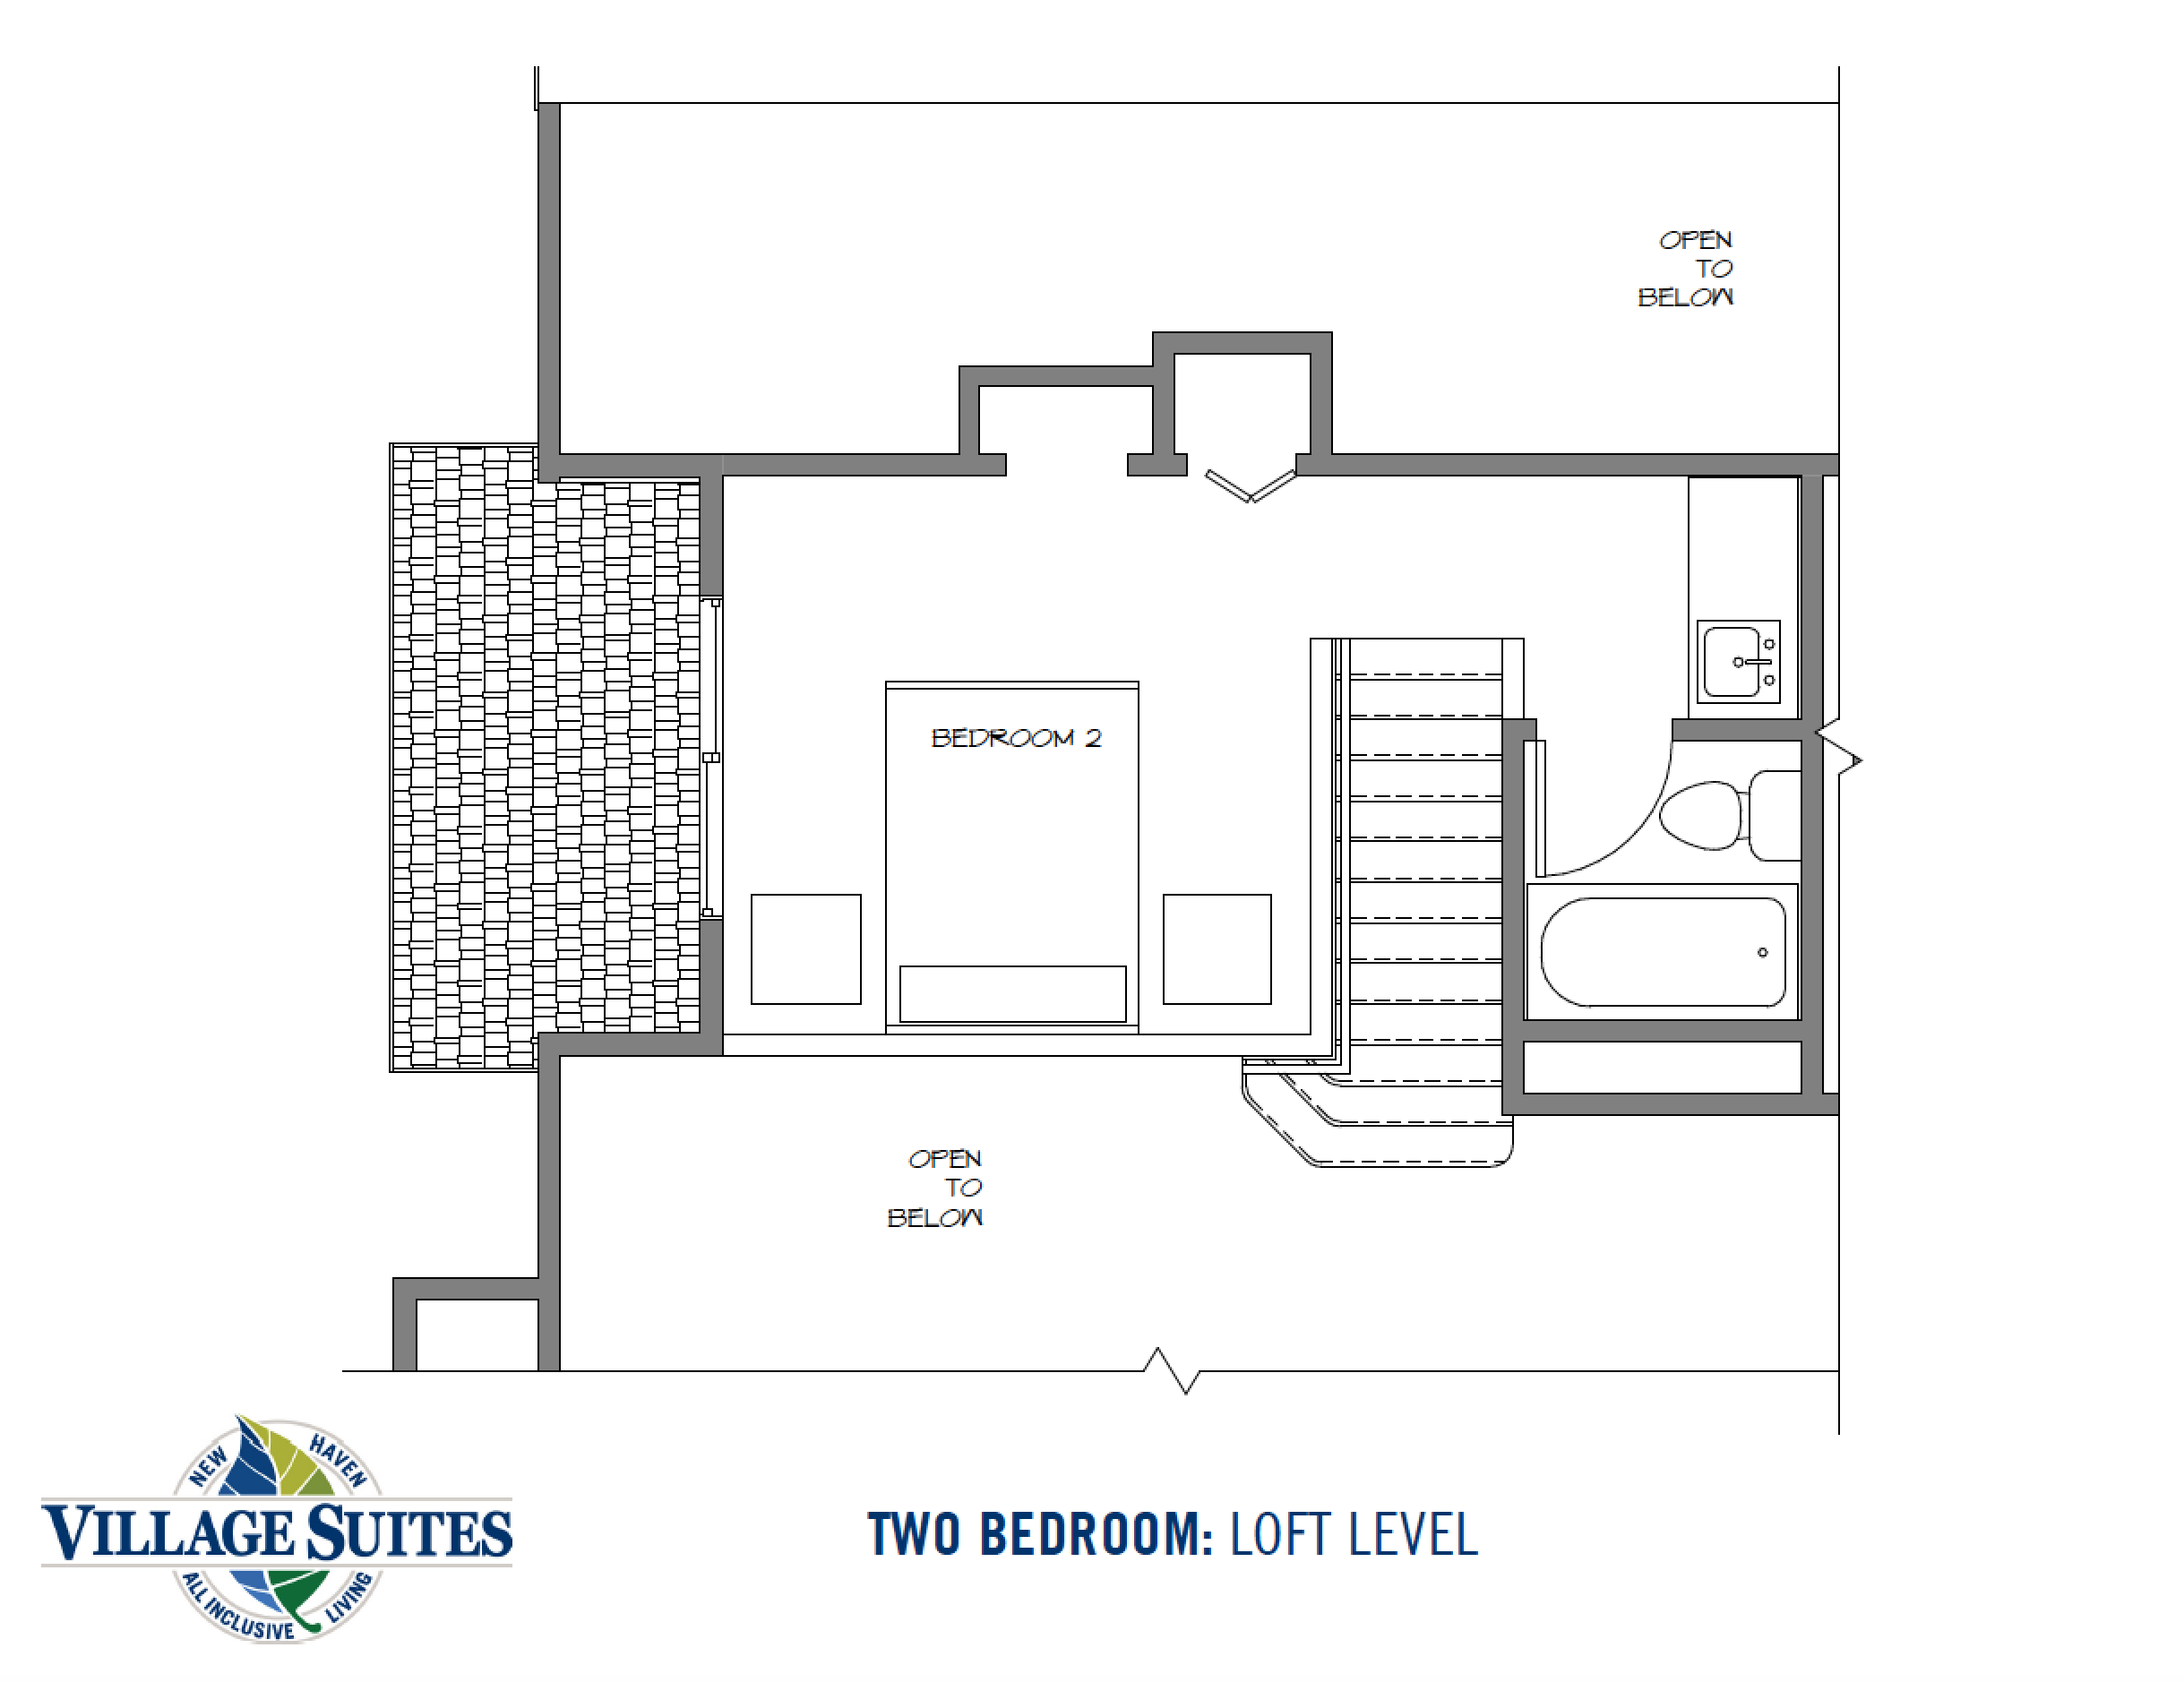 OPEN
TO
BELOW
BEDROOM 2
OPEN
TO
BELOW
NEW HAVEN
VILLAGE SUITES
ALL INCLUSIVE LIVING
TWO BEDROOM: LOFT LEVEL